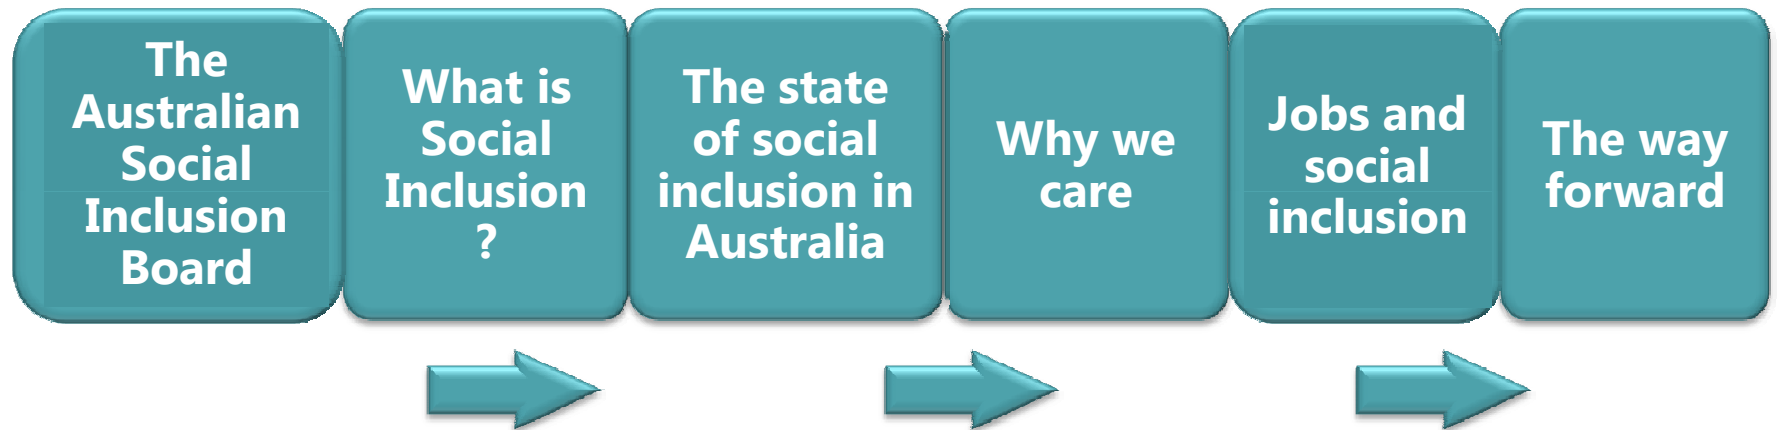 The
Australian
Social
Inclusion
Board
What is
Social
Inclusion
?
The state
of social
inclusion in
Australia
Why we
care
Jobs and
social
inclusion
The way
forward